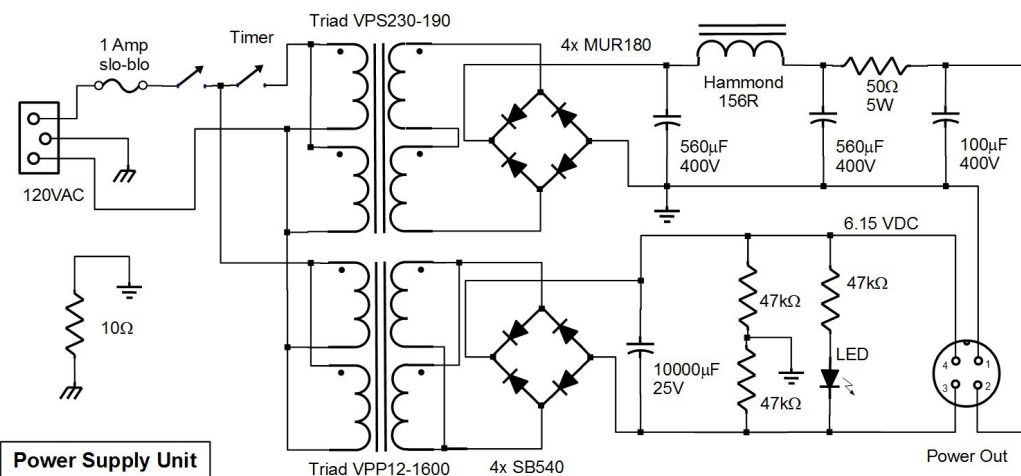 Triad VPS230-190
1 Amp
slo-blo
Timer
4x MUR180
Hammond
156R
50Ω
5W
560μF
400V
560μF
400V
100μF
400V
120VAC
6.15 VDC
10Ω
47kΩ
47kΩ
LED
10000μF
25V
47kΩ
4
1
3
2
Power Supply Unit
Triad VPP12-1600
4x SB540
Power Out